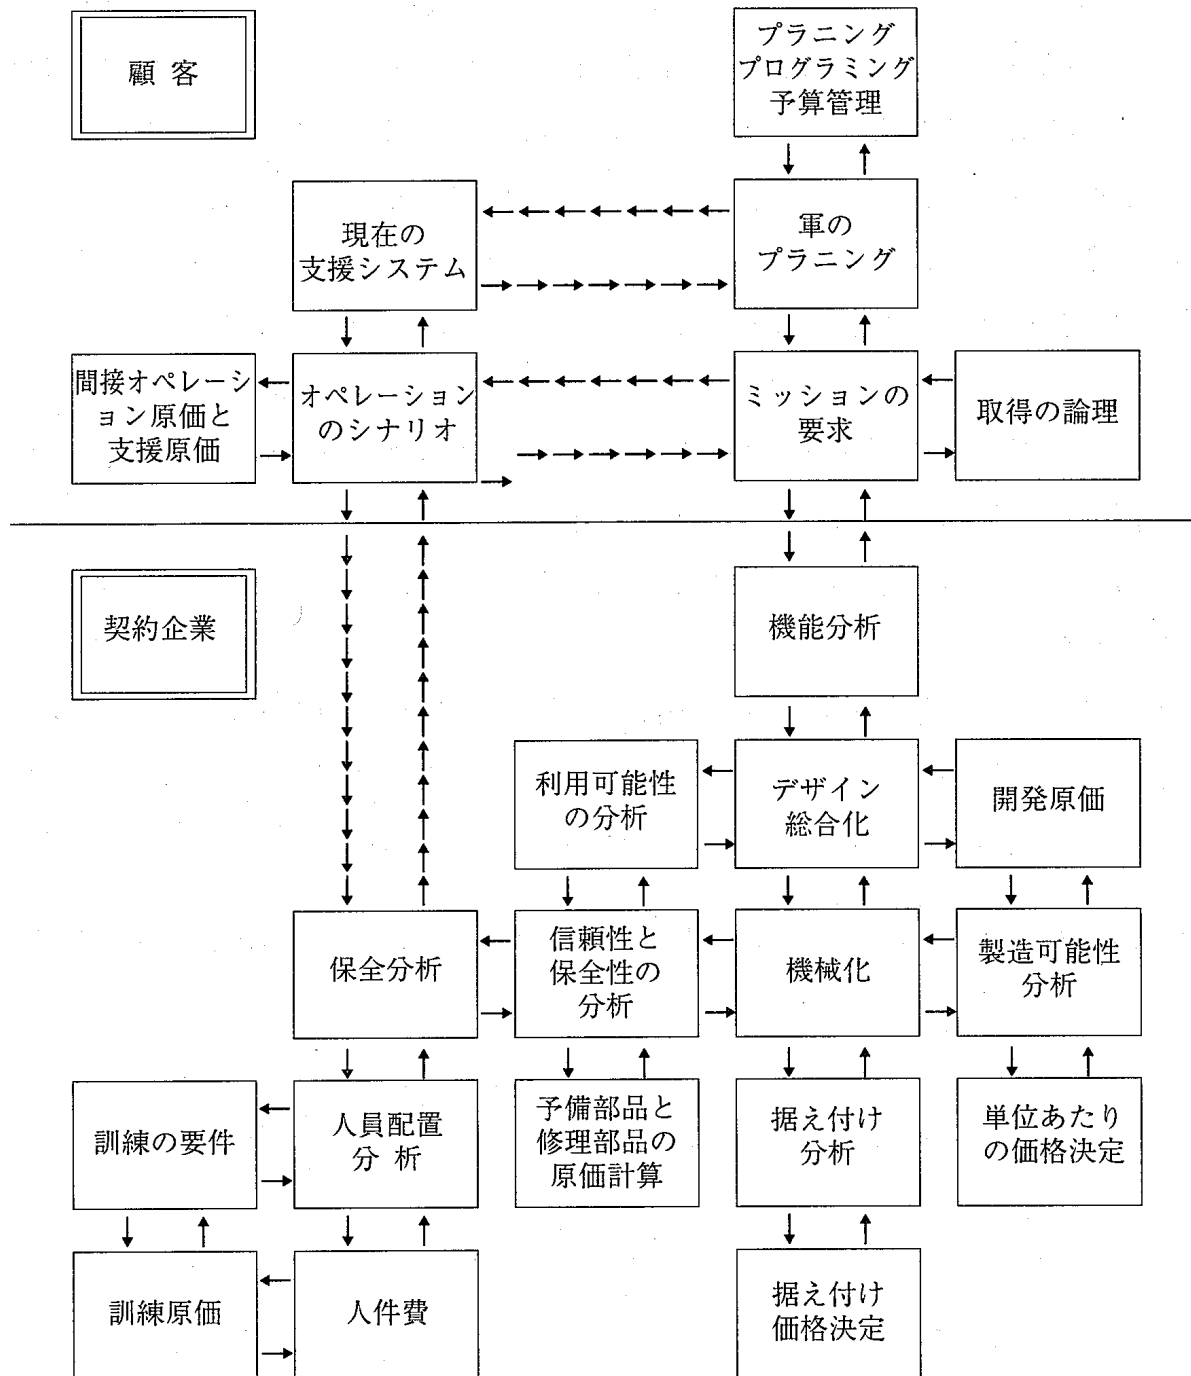 顧 客
プラニング
プログラミング
予算管理
現在の
支援システム
軍の
プラニング
間接オペレーシ
ョン原価と
支援原価
オペレーション
のシナリオ
ミッションの
要求
取得の論理
契約企業
機能分析
利用可能性
の分析
デザイン
総合化
開発原価
保全分析
信頼性と
保全性の
分析
機械化
製造可能性
分析
訓練の要件
人員配置
分 析
予備部品と
修理部品の
原価計算
据え付け
分析
単位あたり
の価格決定
訓練原価
人件費
据え付け
価格決定